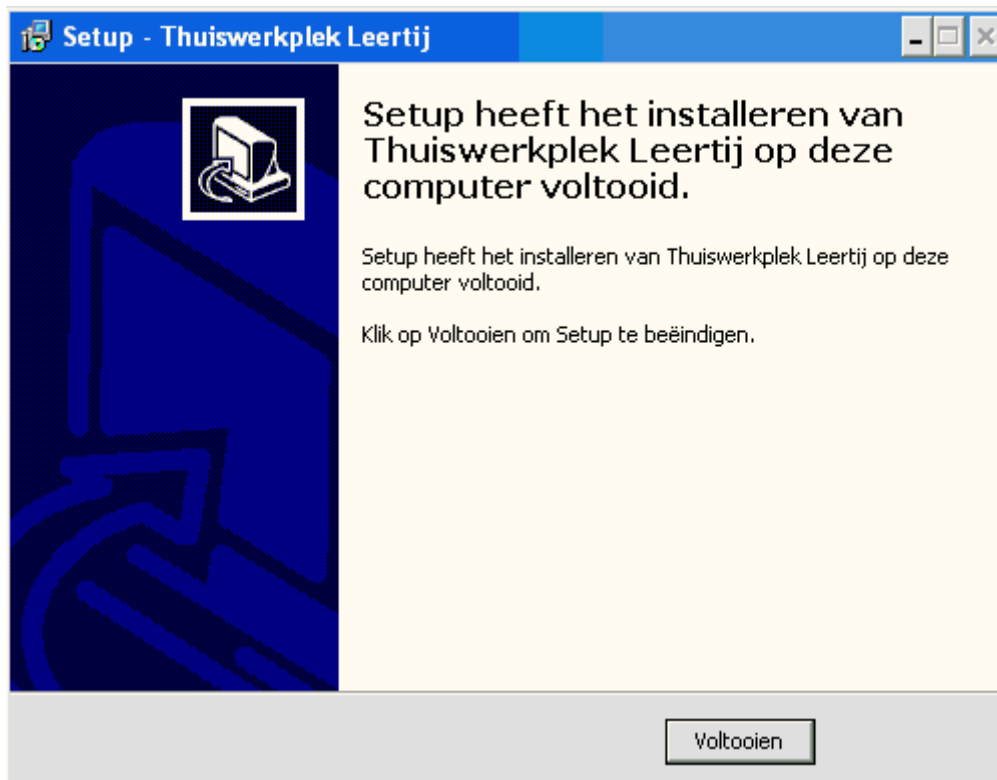 Setup - Thuiswerkplek Leertij
Setup heeft het installeren van
Thuiswerkplek Leertij op deze
computer voltooid.
Setup heeft het installeren van Thuiswerkplek Leertij op deze
computer voltooid.
Klik op Voltooien om Setup te beëindigen.
Voltooien